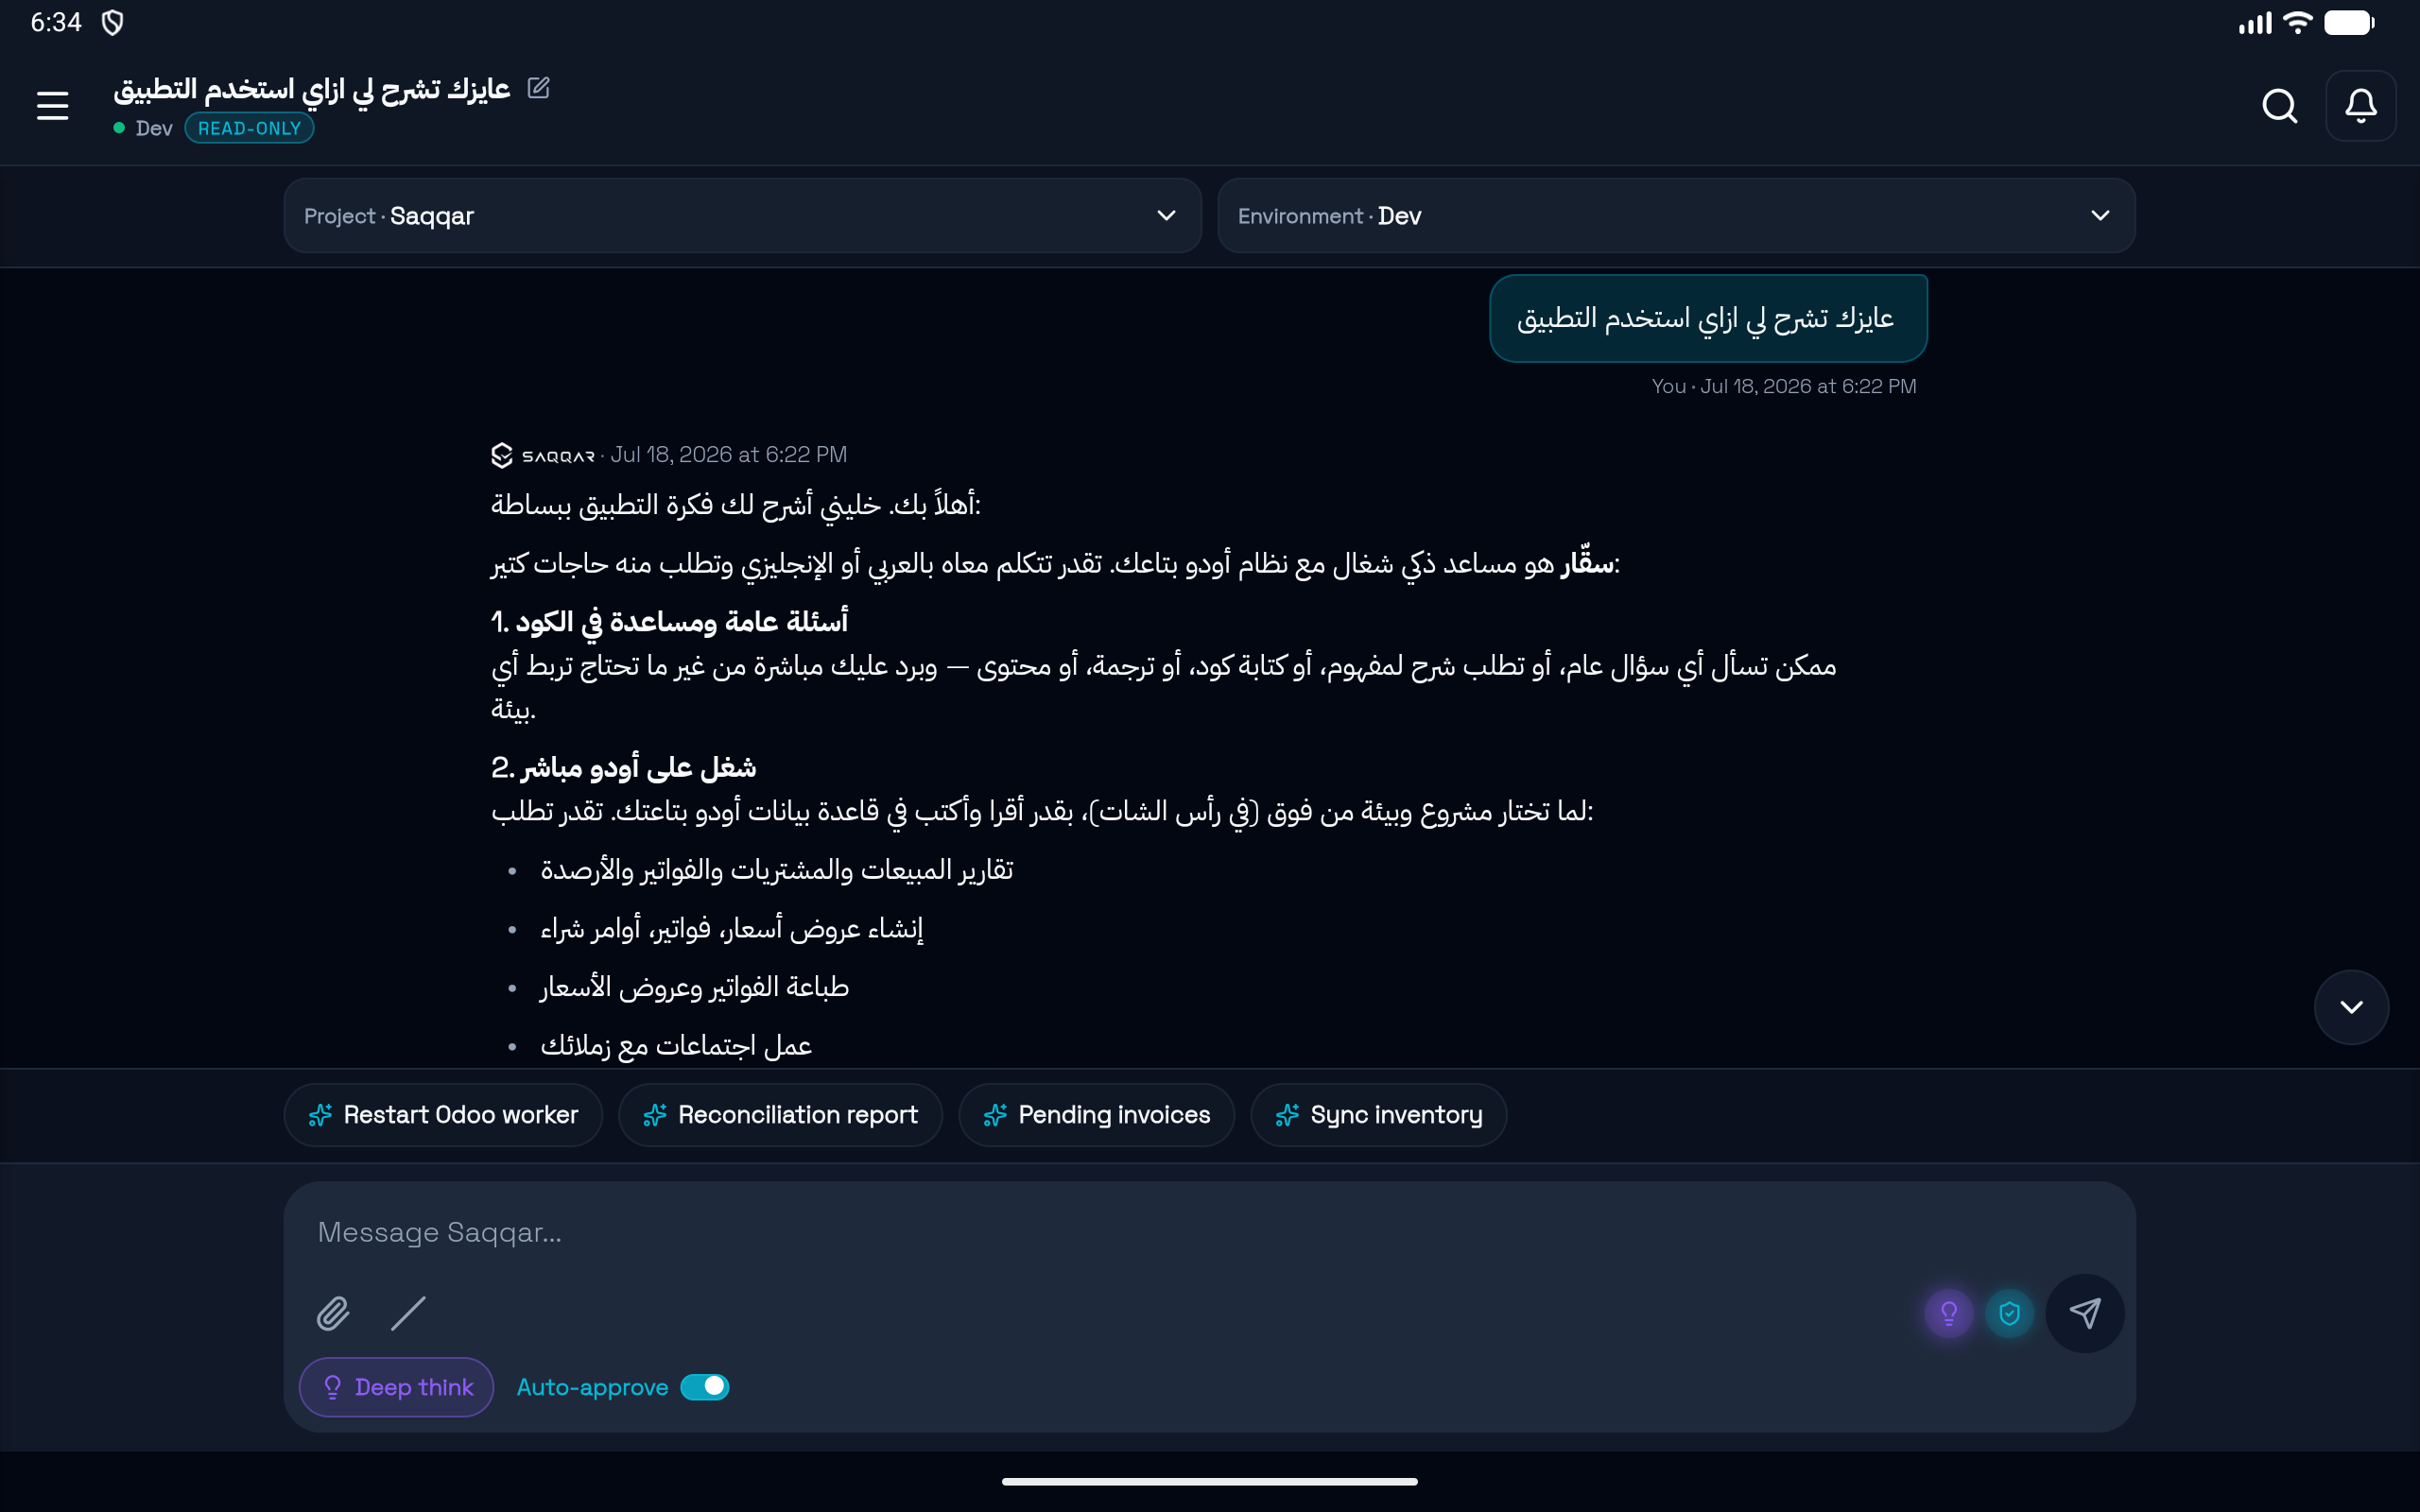 6:34
عايزك تشرح لي ازاي استخدم التطبيق
Dev READ-ONLY
Project · Saqqar
Environment · Dev
عايزك تشرح لي ازاي استخدم التطبيق
You · Jul 18, 2026 at 6:22 PM
SAQQAR · Jul 18, 2026 at 6:22 PM
أهلاً بك. خليني أشرح لك فكرة التطبيق ببساطة:
سقّار هو مساعد ذكي شغال مع نظام أودو بتاعك. تقدر تتكلم معاه بالعربي أو الإنجليزي وتطلب منه حاجات كتير:
1. أسئلة عامة ومساعدة في الكود
ممكن تسأل أي سؤال عام، أو تطلب شرح لمفهوم، أو كتابة كود، أو ترجمة، أو محتوى — وبرد عليك مباشرة من غير ما تحتاج تربط أي
بيئة.
2. شغل على أودو مباشر
لما تختار مشروع وبيئة من فوق (في رأس الشات)، بقدر أقرا وأكتب في قاعدة بيانات أودو بتاعتك. تقدر تطلب:
• تقارير المبيعات والمشتريات والفواتير والأرصدة
• إنشاء عروض أسعار، فواتير، أوامر شراء
• طباعة الفواتير وعروض الأسعار
• عمل اجتماعات مع زملائك
Restart Odoo worker
Reconciliation report
Pending invoices
Sync inventory
Message Saqqar...
Deep think
Auto-approve